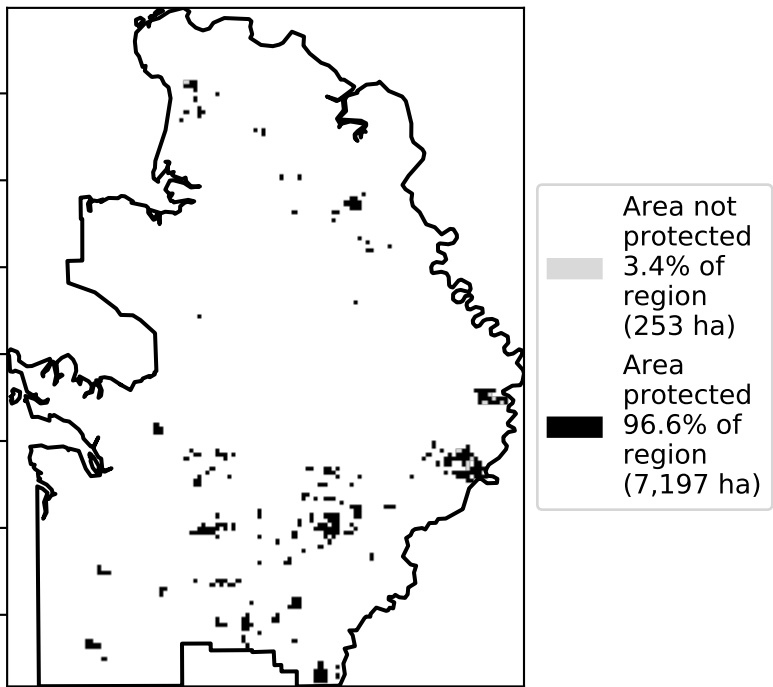 Area not
protected
3.4% of
region
(253 ha)
Area
protected
96.6% of
region
(7,197 ha)